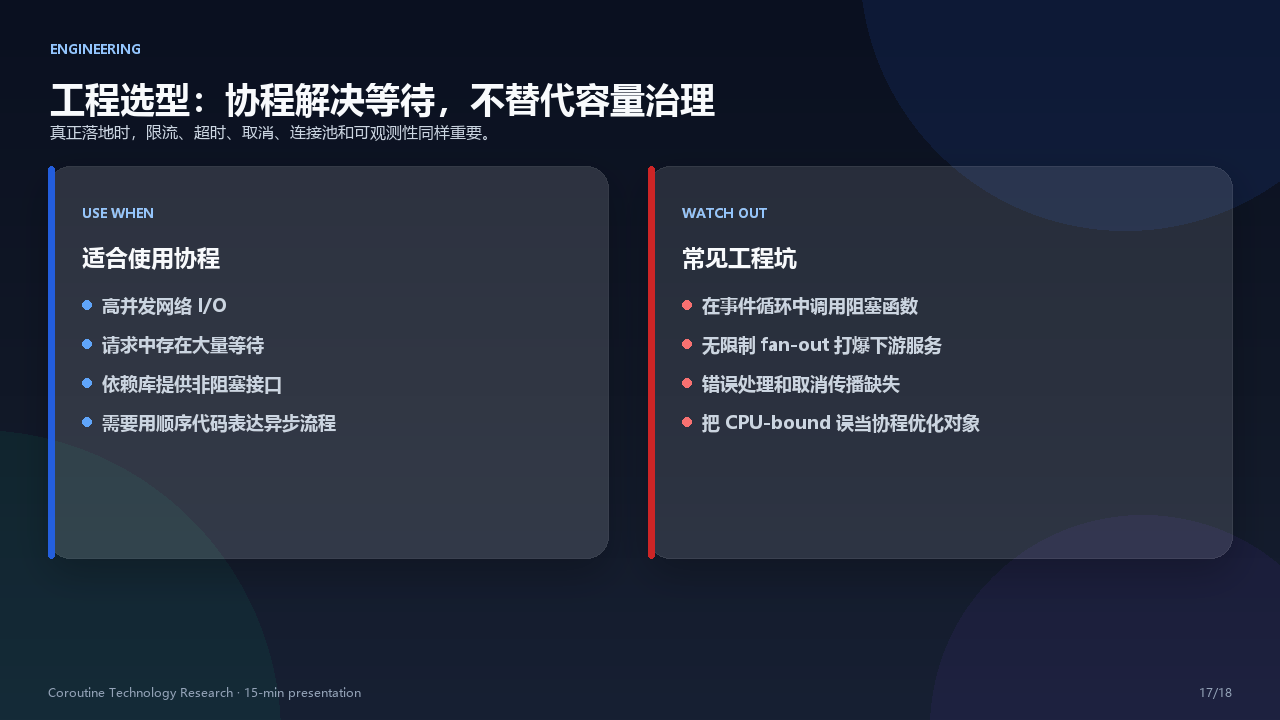 ENGINEERING
工程选型：协程解决等待，不替代容量治理
真正落地时，限流、超时、取消、连接池和可观测性同样重要。
USE WHEN
适合使用协程
高并发网络 I/O
请求中存在大量等待
依赖库提供非阻塞接口
需要用顺序代码表达异步流程
WATCH OUT
常见工程坑
在事件循环中调用阻塞函数
无限制 fan-out 打爆下游服务
错误处理和取消传播缺失
把 CPU-bound 误当协程优化对象
Coroutine Technology Research · 15-min presentation
17/18